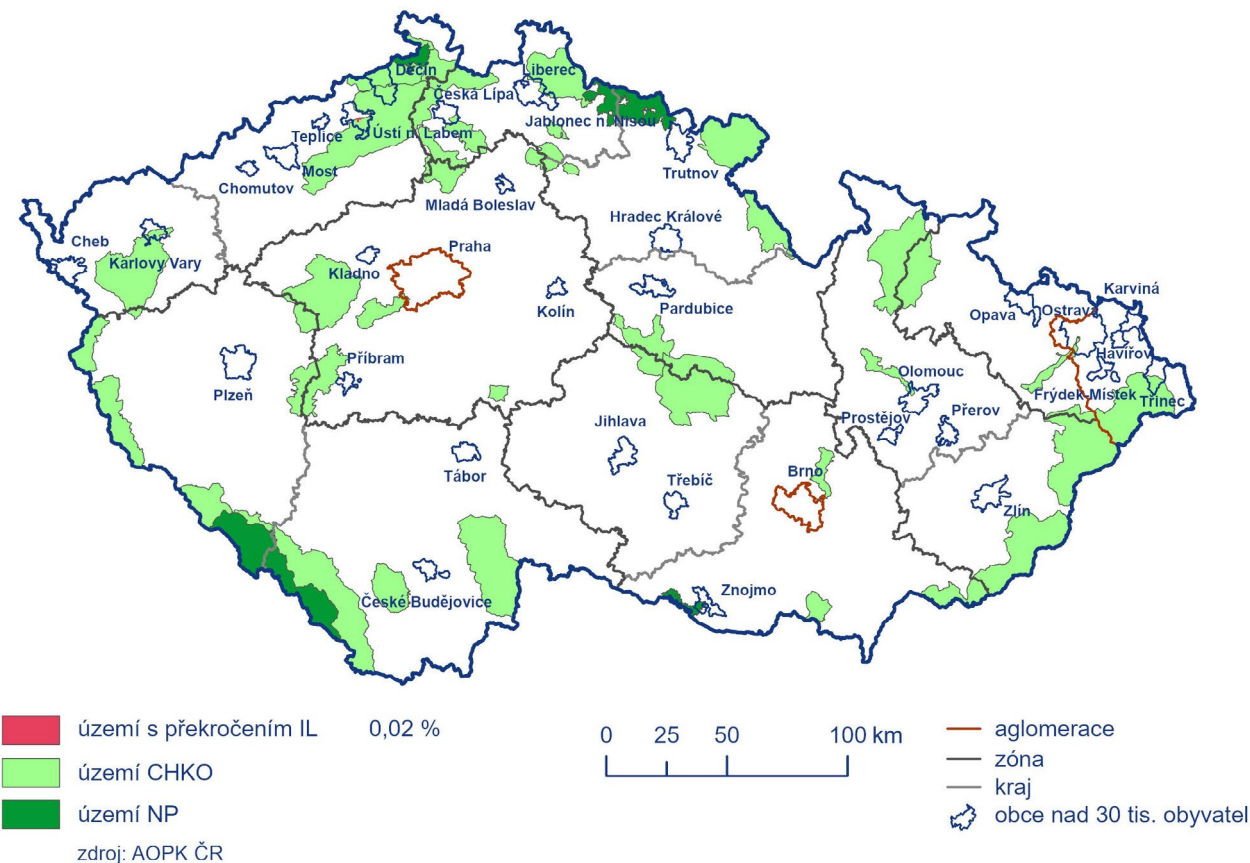 Děčín
Liberec
Česká Lípa
Jablonec n. Nisou
Teplice
Ústí n. Labem
Most
Trutnov
Chomutov
Mladá Boleslav
Hradec Králové
Cheb
Praha
Karlovy Vary
Kladno
Karviná
Kolín
Pardubice
Opava
Ostrava
Havířov
Příbram
Olomouc
Plzeň
Frýdek-Místek
Třinec
Jihlava
Prostějov
Přerov
Tábor
Třebíč
Brno
Zlín
České Budějovice
Znojmo
území s překročením IL 0,02 %
území CHKO
území NP
zdroj: AOPK ČR
0 25 50 100 km
aglomerace
zóna
kraj
obce nad 30 tis. obyvatel